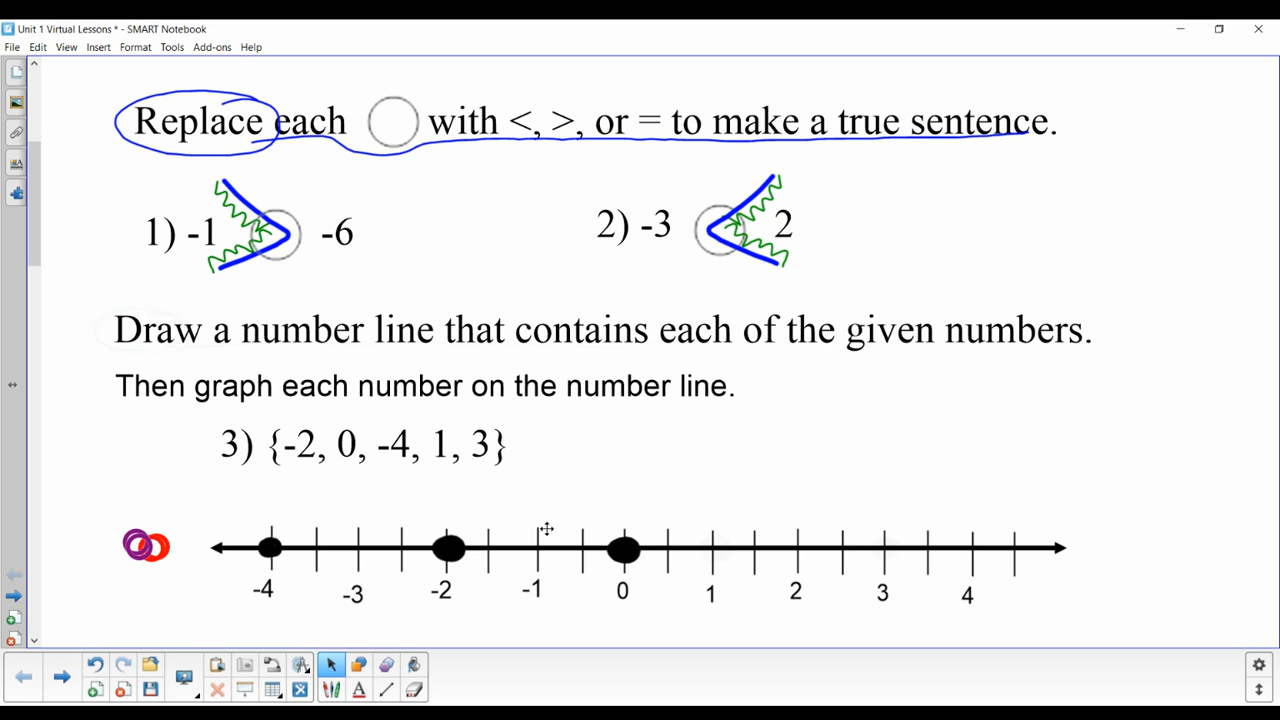 Unit 1 Virtual Lessons * - SMART Notebook
File Edit View Insert Format Tools Add-ons Help
Replace each ○ with <, >, or = to make a true sentence.
1) -1 > -6
2) -3 < 2
Draw a number line that contains each of the given numbers.
Then graph each number on the number line.
3) {-2, 0, -4, 1, 3}
-4 -3 -2 -1 0 1 2 3 4